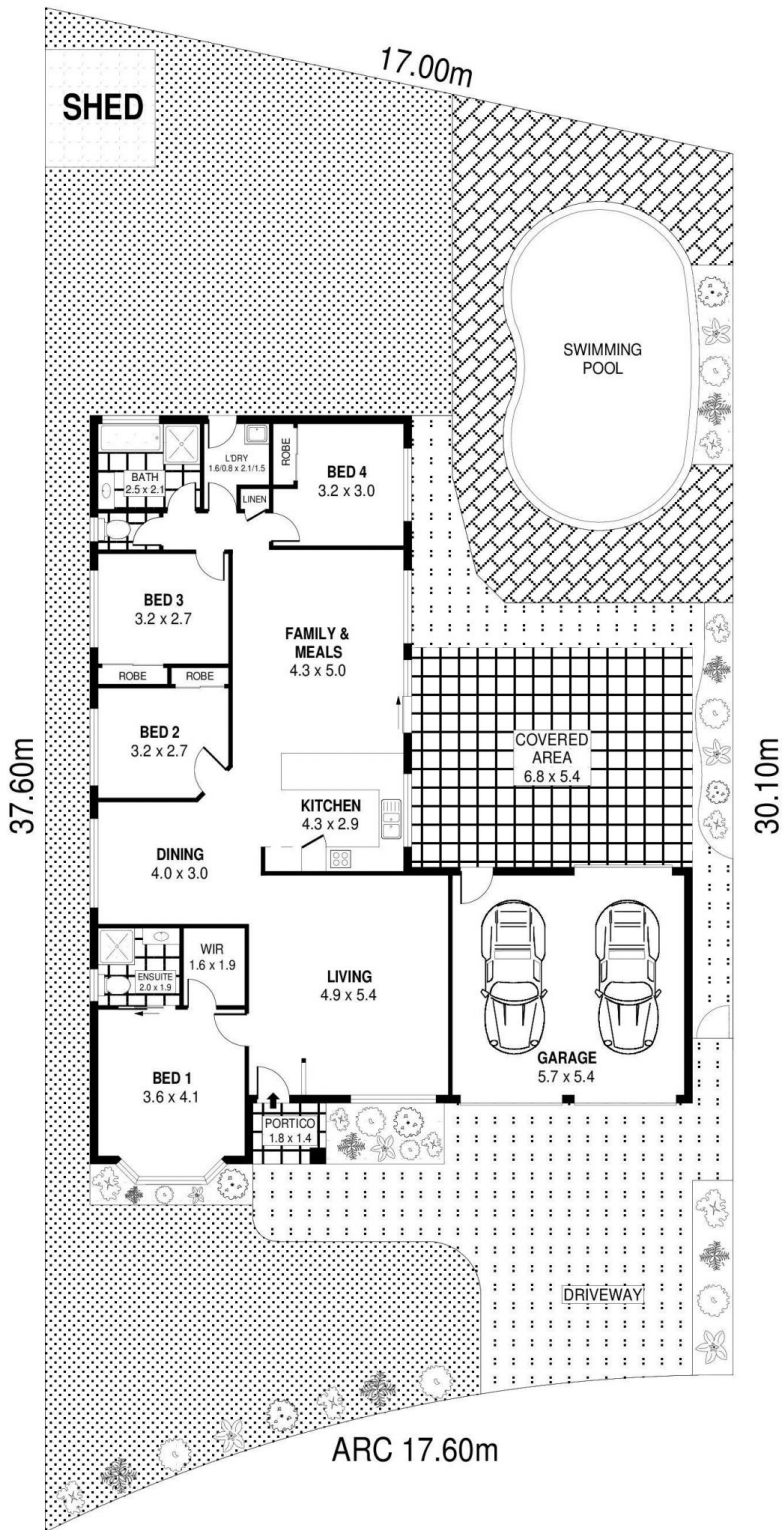 17.00m
SHED
SWIMMING
POOL
ROBE
L'DRY
1.6/0.8 x 2.1/1.5
BED 4
3.2 x 3.0
BATH
2.5 x 2.1
LINEN
BED 3
3.2 x 2.7
FAMILY &
MEALS
4.3 x 5.0
ROBE
ROBE
BED 2
3.2 x 2.7
COVERED
AREA
6.8 x 5.4
37.60m
30.10m
KITCHEN
4.3 x 2.9
DINING
4.0 x 3.0
WIR
1.6 x 1.9
ENSUITE
2.0 x 1.9
LIVING
4.9 x 5.4
GARAGE
5.7 x 5.4
BED 1
3.6 x 4.1
PORTICO
1.8 x 1.4
DRIVEWAY
ARC 17.60m